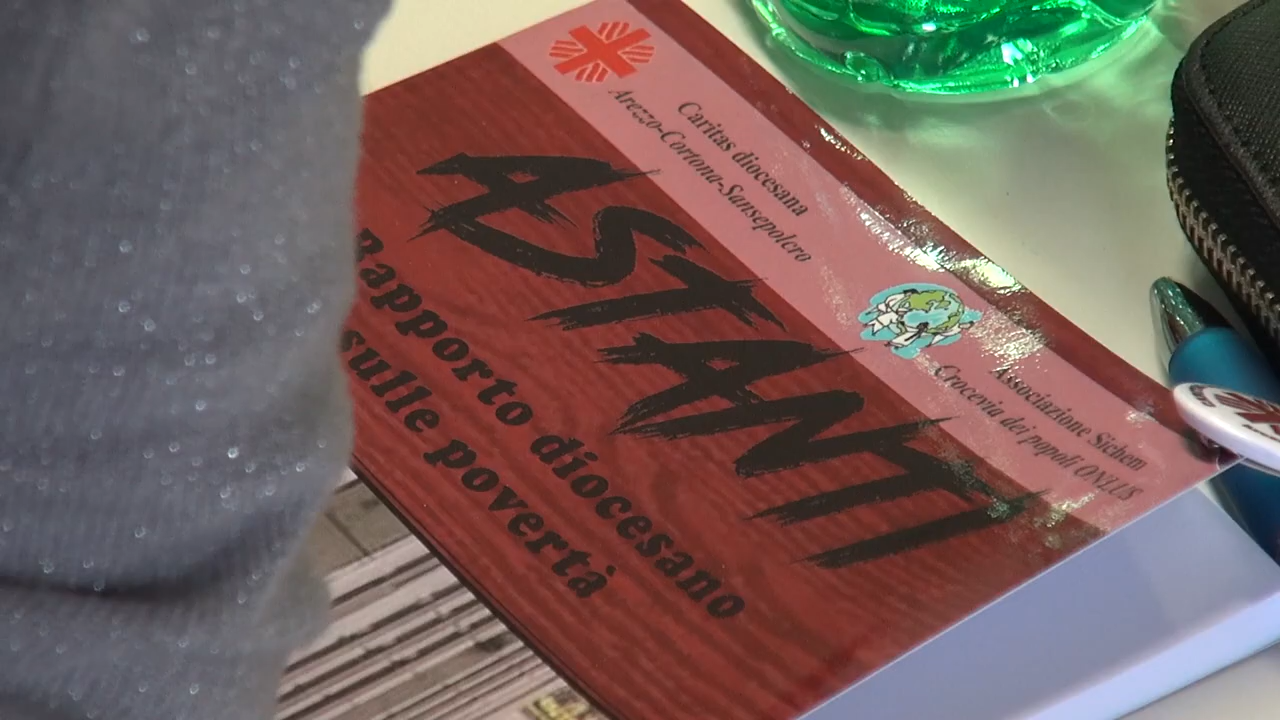 Caritas diocesana
Arezzo-Cortona-Sansepolcro
Associazione Sichem
Crocevia dei popoli ONLUS
ASTANTI
Rapporto diocesano
sulle povertà